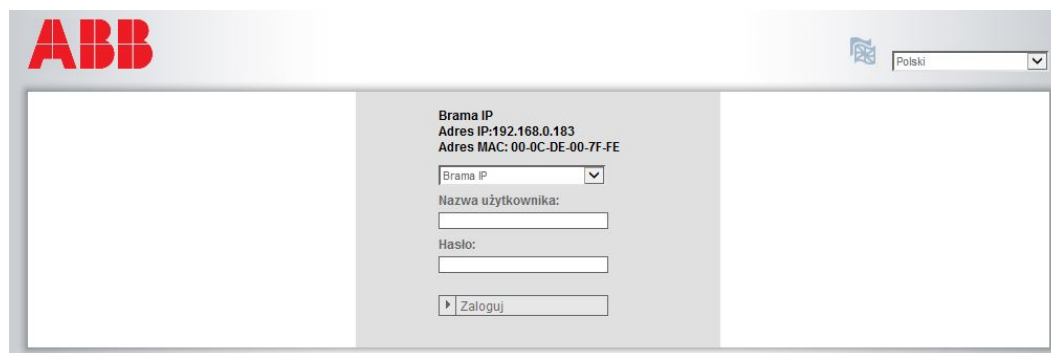 ABB
Polski
Brama IP
Adres IP:192.168.0.183
Adres MAC: 00-0C-DE-00-7F-FE
Brama IP
Nazwa użytkownika:
Hasło:
Zaloguj